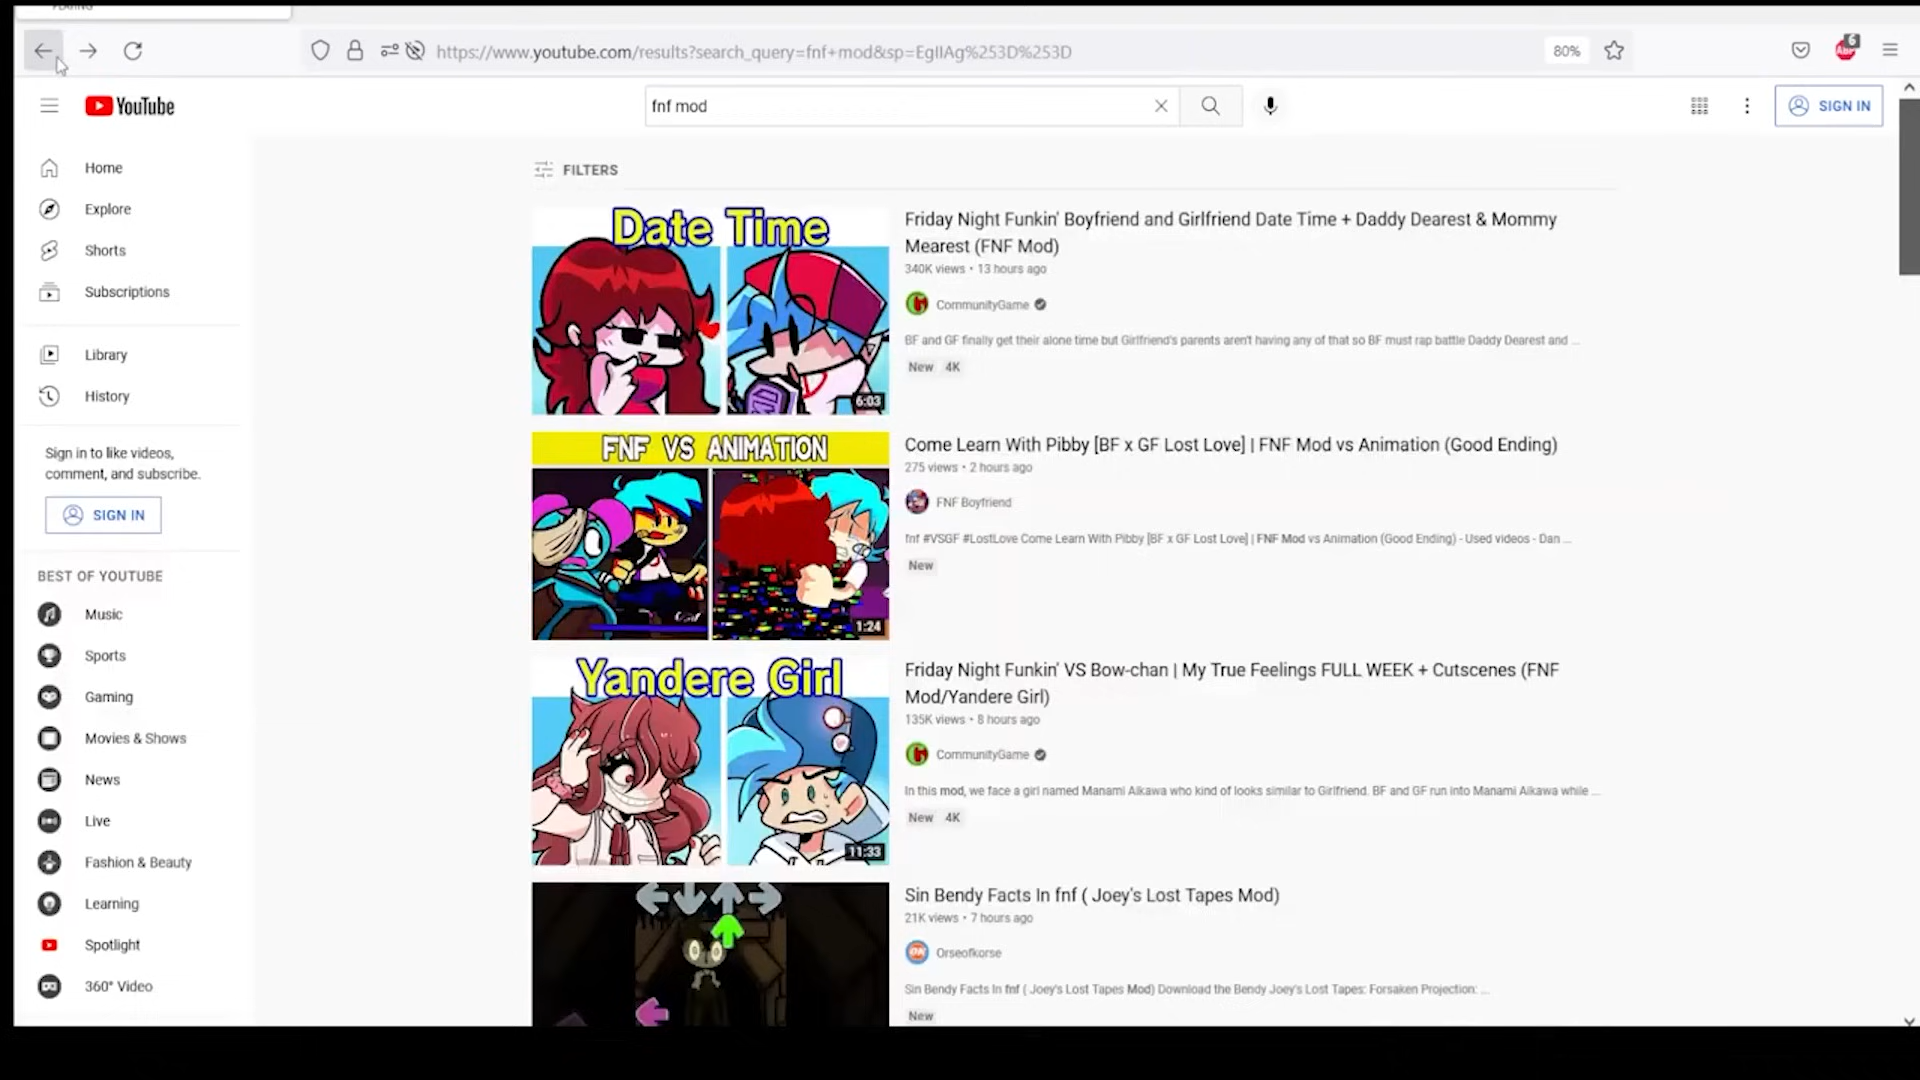 PLAYING
https://www.youtube.com/results?search_query=fnf+mod&sp=EgIIAg%253D%253D
80%
ABP
6
YouTube
fnf mod
SIGN IN
Home
Explore
Shorts
Subscriptions
Library
History
Sign in to like videos,
comment, and subscribe.
SIGN IN
BEST OF YOUTUBE
Music
Sports
Gaming
Movies & Shows
News
Live
Fashion & Beauty
Learning
Spotlight
360° Video
FILTERS
Date Time
6:03
Friday Night Funkin' Boyfriend and Girlfriend Date Time + Daddy Dearest & Mommy
Mearest (FNF Mod)
340K views • 13 hours ago
CommunityGame
BF and GF finally get their alone time but Girlfriend's parents aren't having any of that so BF must rap battle Daddy Dearest and ...
New 4K
FNF VS ANIMATION
1:24
Come Learn With Pibby [BF x GF Lost Love] | FNF Mod vs Animation (Good Ending)
275 views • 2 hours ago
FNF Boyfriend
fnf #VSGF #LostLove Come Learn With Pibby [BF x GF Lost Love] | FNF Mod vs Animation (Good Ending) - Used videos - Dan ...
New
Yandere Girl
11:33
Friday Night Funkin' VS Bow-chan | My True Feelings FULL WEEK + Cutscenes (FNF
Mod/Yandere Girl)
135K views • 8 hours ago
CommunityGame
In this mod, we face a girl named Manami Aikawa who kind of looks similar to Girlfriend. BF and GF run into Manami Aikawa while ...
New 4K
Sin Bendy Facts In fnf ( Joey's Lost Tapes Mod)
21K views • 7 hours ago
Orseofkorse
Sin Bendy Facts In fnf ( Joey's Lost Tapes Mod) Download the Bendy Joey's Lost Tapes: Forsaken Projection: ...
New